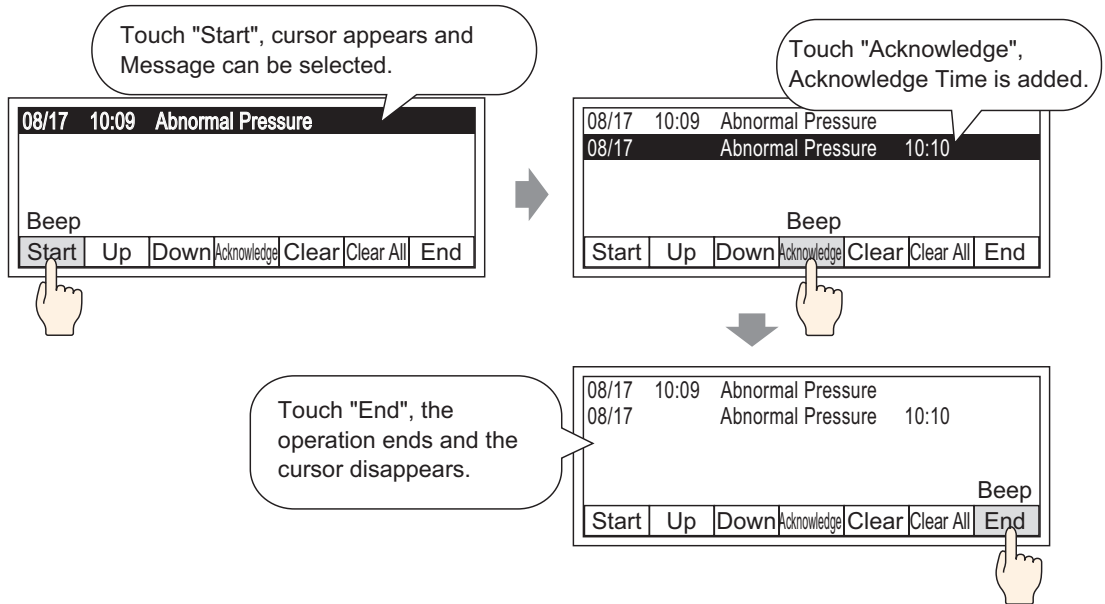 Touch "Start", cursor appears and
Message can be selected.
08/17 10:09 Abnormal Pressure
Beep
Start Up Down Acknowledge Clear Clear All End
Touch "Acknowledge",
Acknowledge Time is added.
08/17 10:09 Abnormal Pressure
08/17 Abnormal Pressure 10:10
Beep
Start Up Down Acknowledge Clear Clear All End
Touch "End", the
operation ends and the
cursor disappears.
08/17 10:09 Abnormal Pressure
08/17 Abnormal Pressure 10:10
Beep
Start Up Down Acknowledge Clear Clear All End